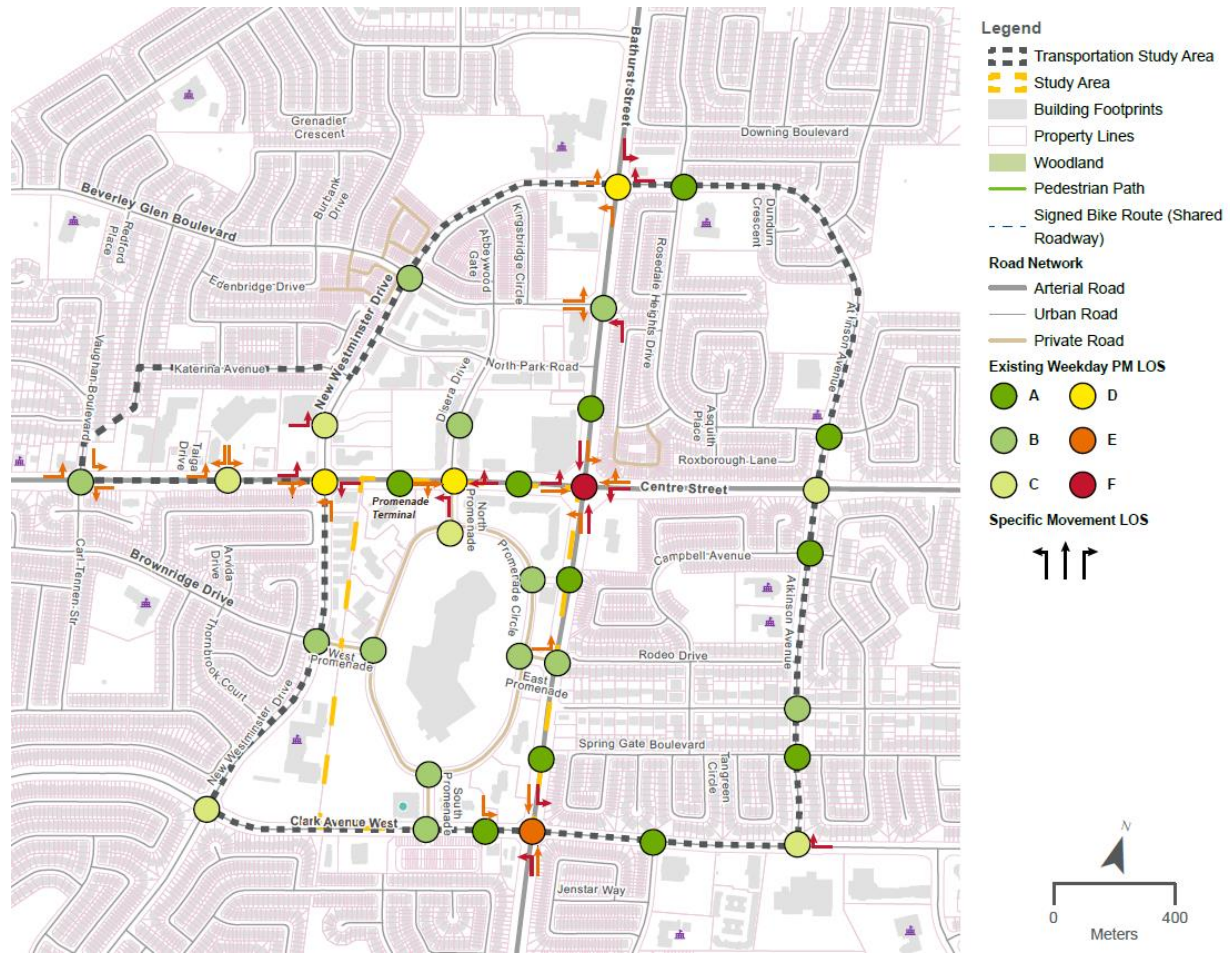 Bathurst Street
Grenadier
Crescent
Downing Boulevard
Beverley Glen Boulevard
Burbank
Drive
Redford
Place
Abbeywood
Gate
Kingsbridge Circle
Dundurn
Crescent
Edenbridge Drive
New Westminster Drive
Rosedale Heights Drive
Atkinson Avenue
Vaughan Boulevard
Katerina Avenue
North Park Road
Disera Drive
Asquith
Place
Taiga
Drive
Roxborough Lane
Promenade
Terminal
Centre Street
North
Promenade
Carl Tennen Str
Arvida
Drive
Brownridge Drive
Promenade Circle
Campbell Avenue
Atkinson Avenue
Thornbrook Court
West
Promenade
Rodeo Drive
East
Promenade
New Westminster Drive
Spring Gate Boulevard
Tangreen
Circle
South
Promenade
Clark Avenue West
Jenstar Way
Legend
Transportation Study Area
Study Area
Building Footprints
Property Lines
Woodland
Pedestrian Path
Signed Bike Route (Shared
Roadway)
Road Network
Arterial Road
Urban Road
Private Road
Existing Weekday PM LOS
A
D
B
E
C
F
Specific Movement LOS
N
0
400
Meters